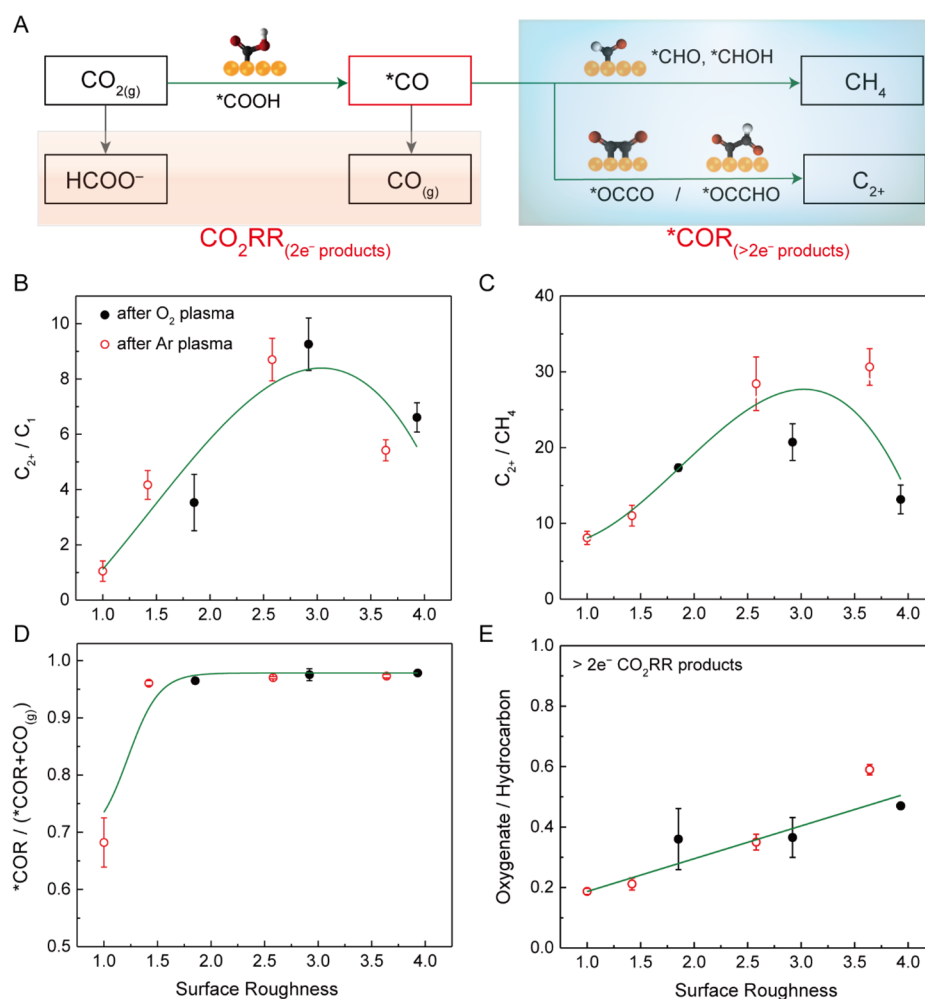 A
CO2(g)
*COOH
*CO
*CHO, *CHOH
CH4
HCOO−
CO(g)
*OCCO / *OCCHO
C2+
CO2RR(2e− products)
*COR(>2e− products)
B
after O2 plasma
after Ar plasma
C2+ / C1
10
8
6
4
2
0
1.0 1.5 2.0 2.5 3.0 3.5 4.0
C
C2+ / CH4
40
30
20
10
0
1.0 1.5 2.0 2.5 3.0 3.5 4.0
D
*COR / (*COR+CO(g))
1.0
0.9
0.8
0.7
0.6
0.5
1.0 1.5 2.0 2.5 3.0 3.5 4.0
Surface Roughness
E
> 2e− CO2RR products
Oxygenate / Hydrocarbon
1.0
0.8
0.6
0.4
0.2
0.0
1.0 1.5 2.0 2.5 3.0 3.5 4.0
Surface Roughness